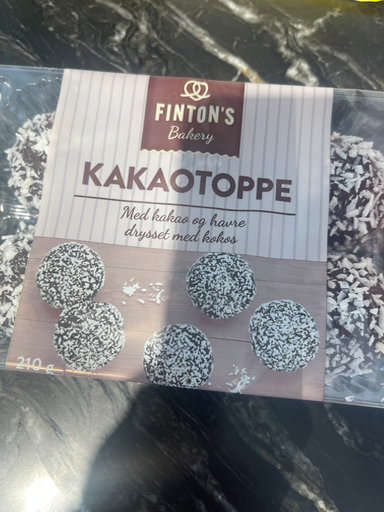 FINTON'S
Bakery
KAKAOTOPPE
Med kakao og havre
drysset med kokos
210 g